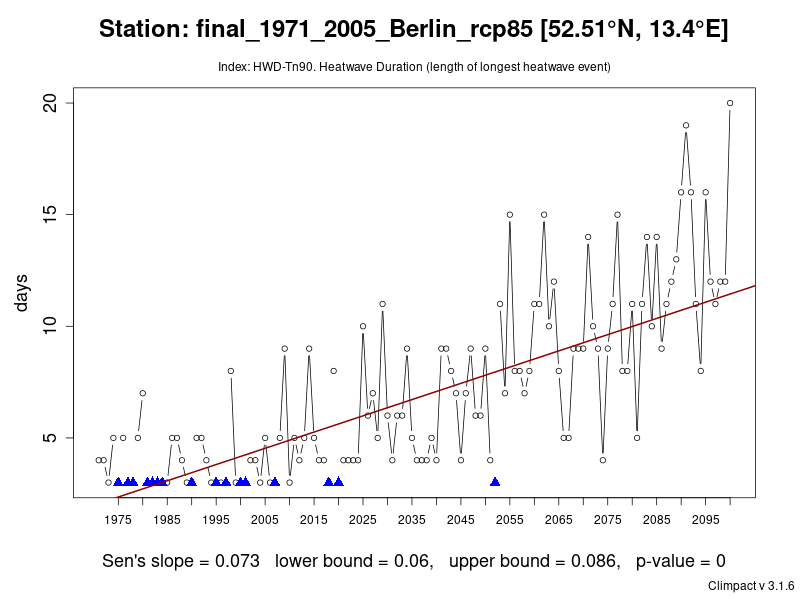 Station: final_1971_2005_Berlin_rcp85 [52.51°N, 13.4°E]
Index: HWD-Tn90. Heatwave Duration (length of longest heatwave event)
20
15
10
5
days
1975 1985 1995 2005 2015 2025 2035 2045 2055 2065 2075 2085 2095
Sen's slope = 0.073 lower bound = 0.06, upper bound = 0.086, p-value = 0
Climpact v 3.1.6